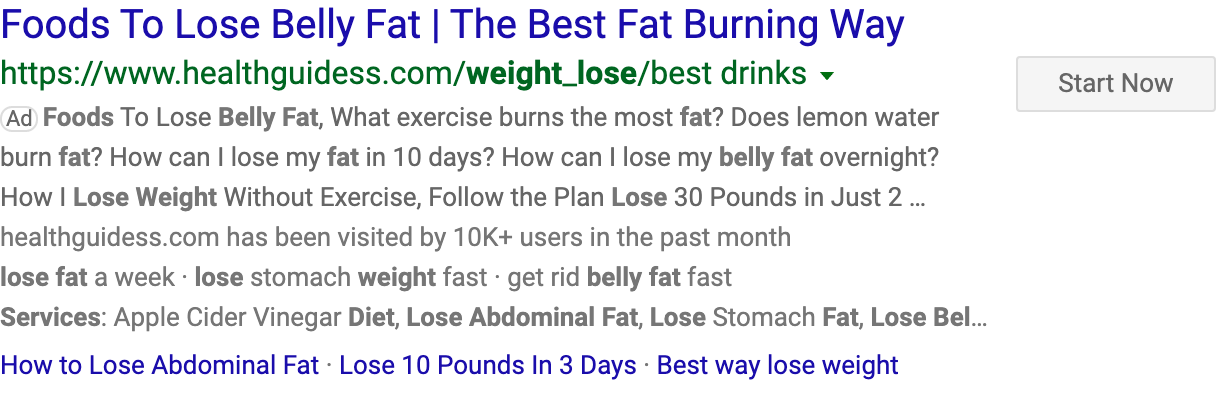 Foods To Lose Belly Fat | The Best Fat Burning Way
https://www.healthguidess.com/weight_lose/best drinks
Start Now
Ad Foods To Lose Belly Fat, What exercise burns the most fat? Does lemon water
burn fat? How can I lose my fat in 10 days? How can I lose my belly fat overnight?
How I Lose Weight Without Exercise, Follow the Plan Lose 30 Pounds in Just 2 ...
healthguidess.com has been visited by 10K+ users in the past month
lose fat a week · lose stomach weight fast · get rid belly fat fast
Services: Apple Cider Vinegar Diet, Lose Abdominal Fat, Lose Stomach Fat, Lose Bel...
How to Lose Abdominal Fat · Lose 10 Pounds In 3 Days · Best way lose weight